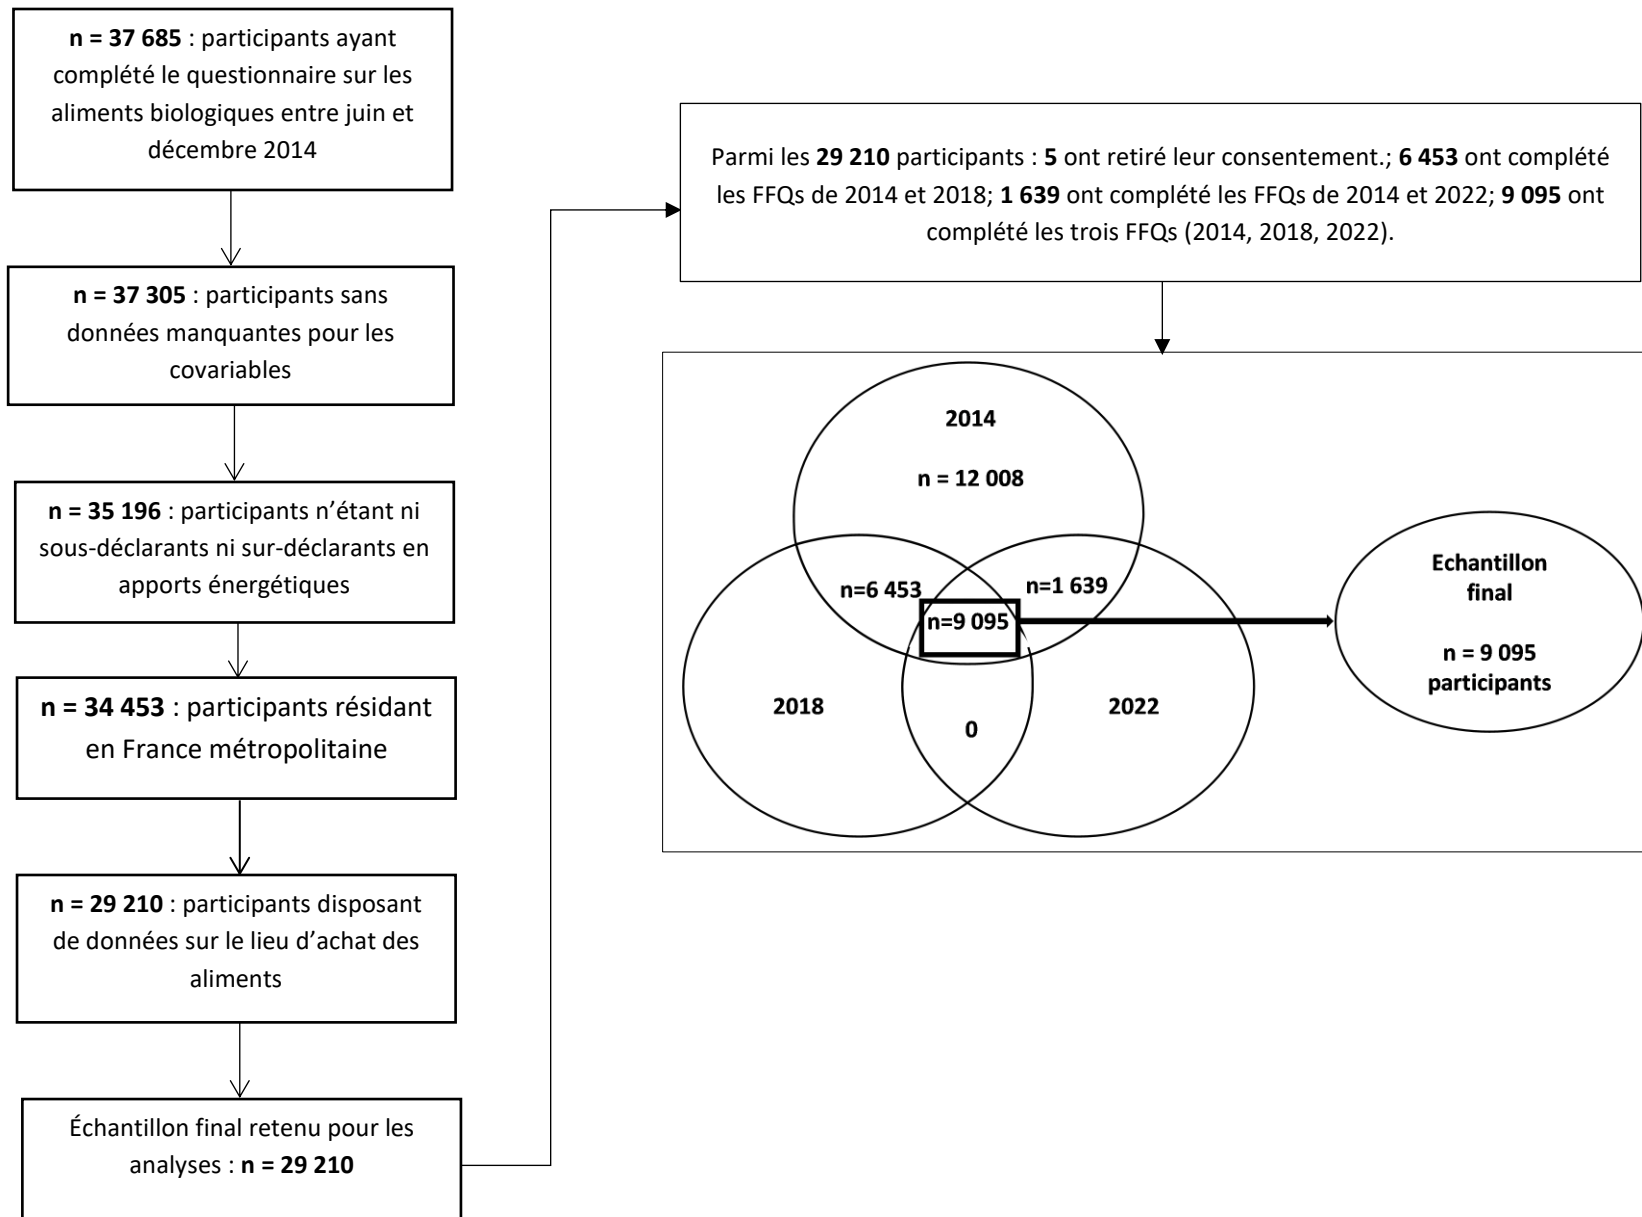 n = 37 685 : participants ayant
complété le questionnaire sur les
aliments biologiques entre juin et
décembre 2014
n = 37 305 : participants sans
données manquantes pour les
covariables
n = 35 196 : participants n’étant ni
sous-déclarants ni sur-déclarants en
apports énergétiques
n = 34 453 : participants résidant
en France métropolitaine
n = 29 210 : participants disposant
de données sur le lieu d’achat des
aliments
Échantillon final retenu pour les
analyses : n = 29 210
Parmi les 29 210 participants : 5 ont retiré leur consentement.; 6 453 ont complété
les FFQs de 2014 et 2018; 1 639 ont complété les FFQs de 2014 et 2022; 9 095 ont
complété les trois FFQs (2014, 2018, 2022).
2014
n = 12 008
n=6 453
n=1 639
n=9 095
2018
2022
0
Echantillon
final
n = 9 095
participants